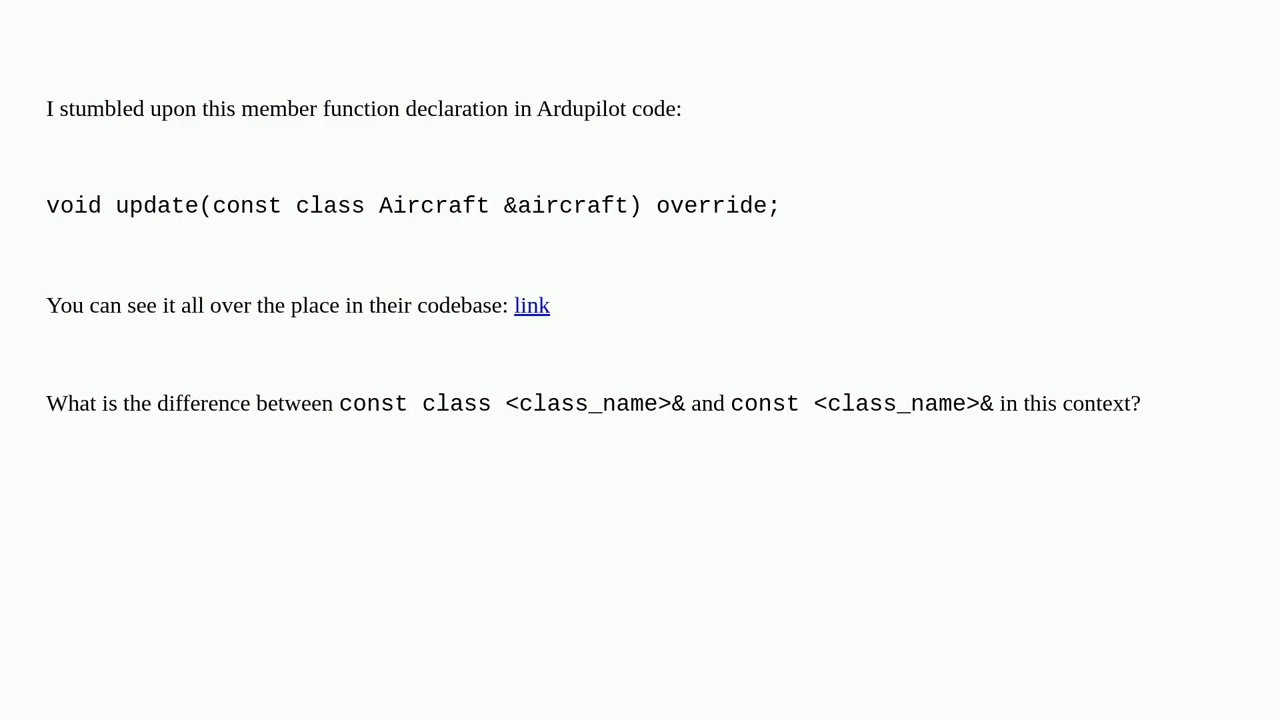 I stumbled upon this member function declaration in Ardupilot code:
void update(const class Aircraft &aircraft) override;
You can see it all over the place in their codebase: link
What is the difference between const class <class_name>& and const <class_name>& in this context?